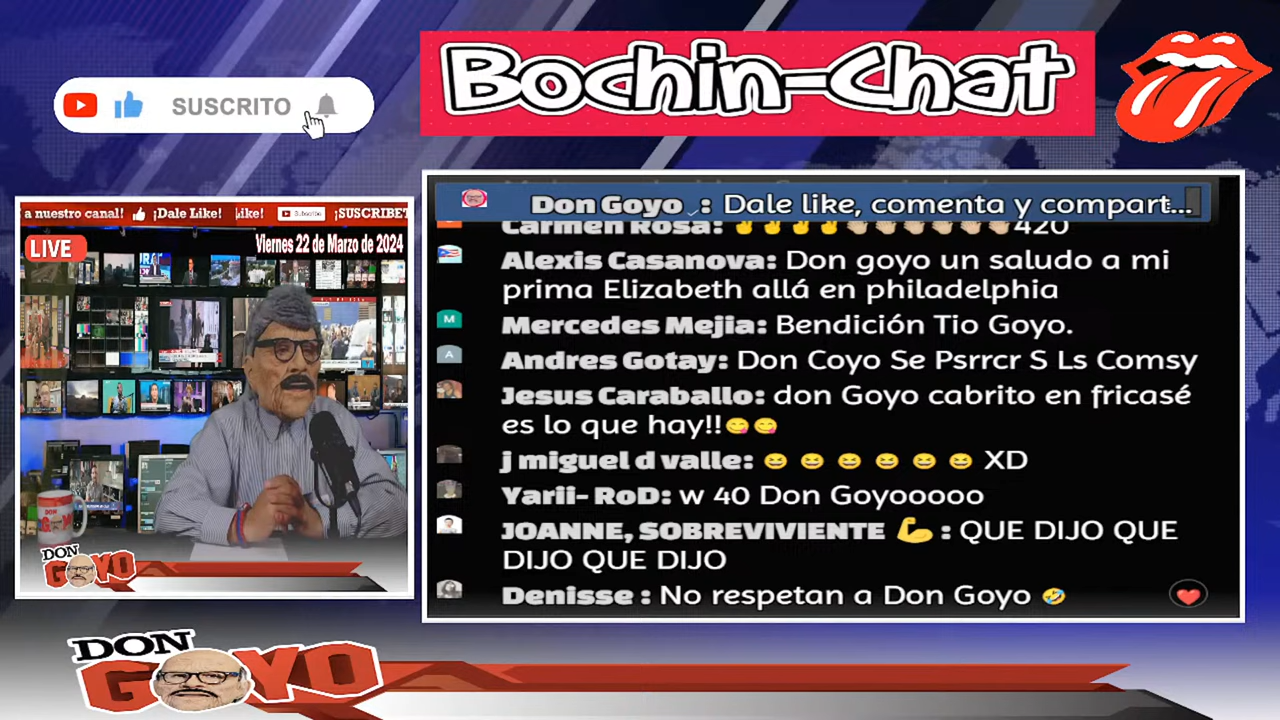 Bochin-Chat
SUSCRITO
a nuestro canal! ¡Dale Like! like! Suscribete ¡SUSCRIBET
LIVE
Viernes 22 de Marzo de 2024
DON
GOYO
Don Goyo : Dale like, comenta y compart...
Carmen Rosa: ✌✌✌✌👏🏼👏🏼👏🏼👏🏼👏🏼👏🏼👏🏼420
Alexis Casanova: Don goyo un saludo a mi
prima Elizabeth allá en philadelphia
M
Mercedes Mejia: Bendición Tio Goyo.
A
Andres Gotay: Don Coyo Se Psrrcr S Ls Comsy
Jesus Caraballo: don Goyo cabrito en fricasé
es lo que hay!!😋😋
j miguel d valle: 😆 😆 😆 😆 😆 😆 XD
Yarii- RoD: w 40 Don Goyooooo
JOANNE, SOBREVIVIENTE 💪 : QUE DIJO QUE
DIJO QUE DIJO
Denisse : No respetan a Don Goyo 🤣
DON
GOYO